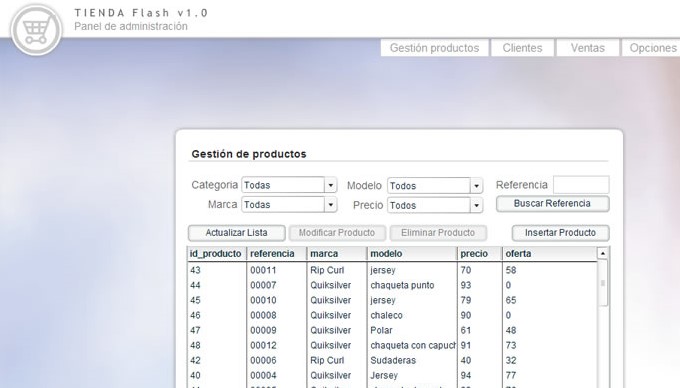 TIENDA Flash v1.0
Panel de administración
Gestión productos Clientes Ventas Opciones
Gestión de productos
Categoria Todas Modelo Todos Referencia
Marca Todas Precio Todos Buscar Referencia
Actualizar Lista Modificar Producto Eliminar Producto Insertar Producto
id_producto referencia marca modelo precio oferta
43 00011 Rip Curl jersey 70 58
44 00007 Quiksilver chaqueta punto 93 0
45 00010 Quiksilver jersey 79 65
46 00008 Quiksilver chaleco 90 0
47 00009 Quiksilver Polar 61 48
48 00012 Quiksilver chaqueta con capuch 91 73
42 00006 Rip Curl Sudaderas 40 32
40 00004 Quiksilver Jersey 94 77